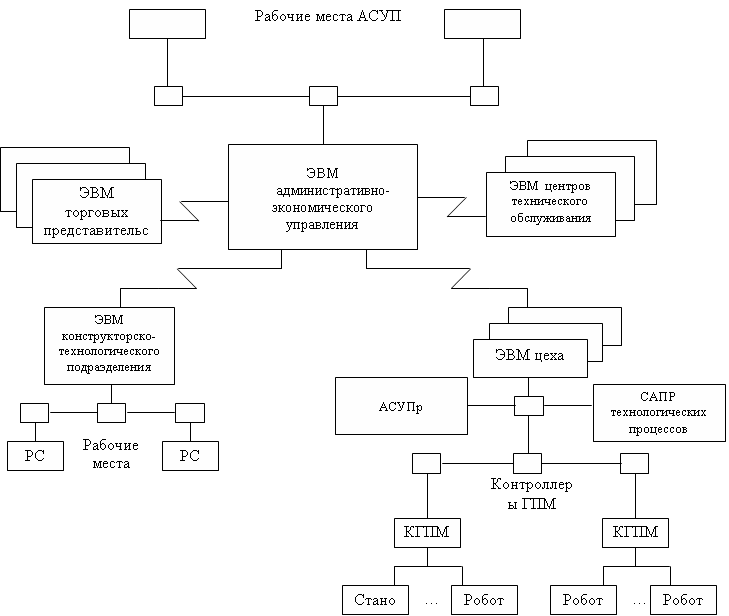 Рабочие места АСУП
ЭВМ
административно-
экономического
управления
ЭВМ
торговых
представительс
ЭВМ центров
технического
обслуживания
ЭВМ
конструкторско-
технологического
подразделения
ЭВМ цеха
АСУПр
САПР
технологических
процессов
РС
Рабочие
места
РС
Контроллер
ы ГПМ
КГПМ
КГПМ
Стано
...
Робот
Робот
...
Робот